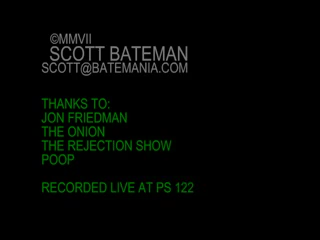 ©MMVII
SCOTT BATEMAN
SCOTT@BATEMANIA.COM
THANKS TO:
JON FRIEDMAN
THE ONION
THE REJECTION SHOW
POOP
RECORDED LIVE AT PS 122